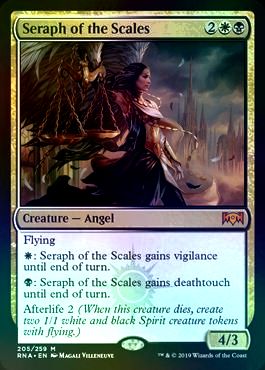 Seraph of the Scales 2
Creature — Angel
Flying
: Seraph of the Scales gains vigilance
until end of turn.
: Seraph of the Scales gains deathtouch
until end of turn.
Afterlife 2 (When this creature dies, create
two 1/1 white and black Spirit creature tokens
with flying.)
4/3
205/259 M
RNA • EN MAGALI VILLENEUVE
™ & © 2019 Wizards of the Coast